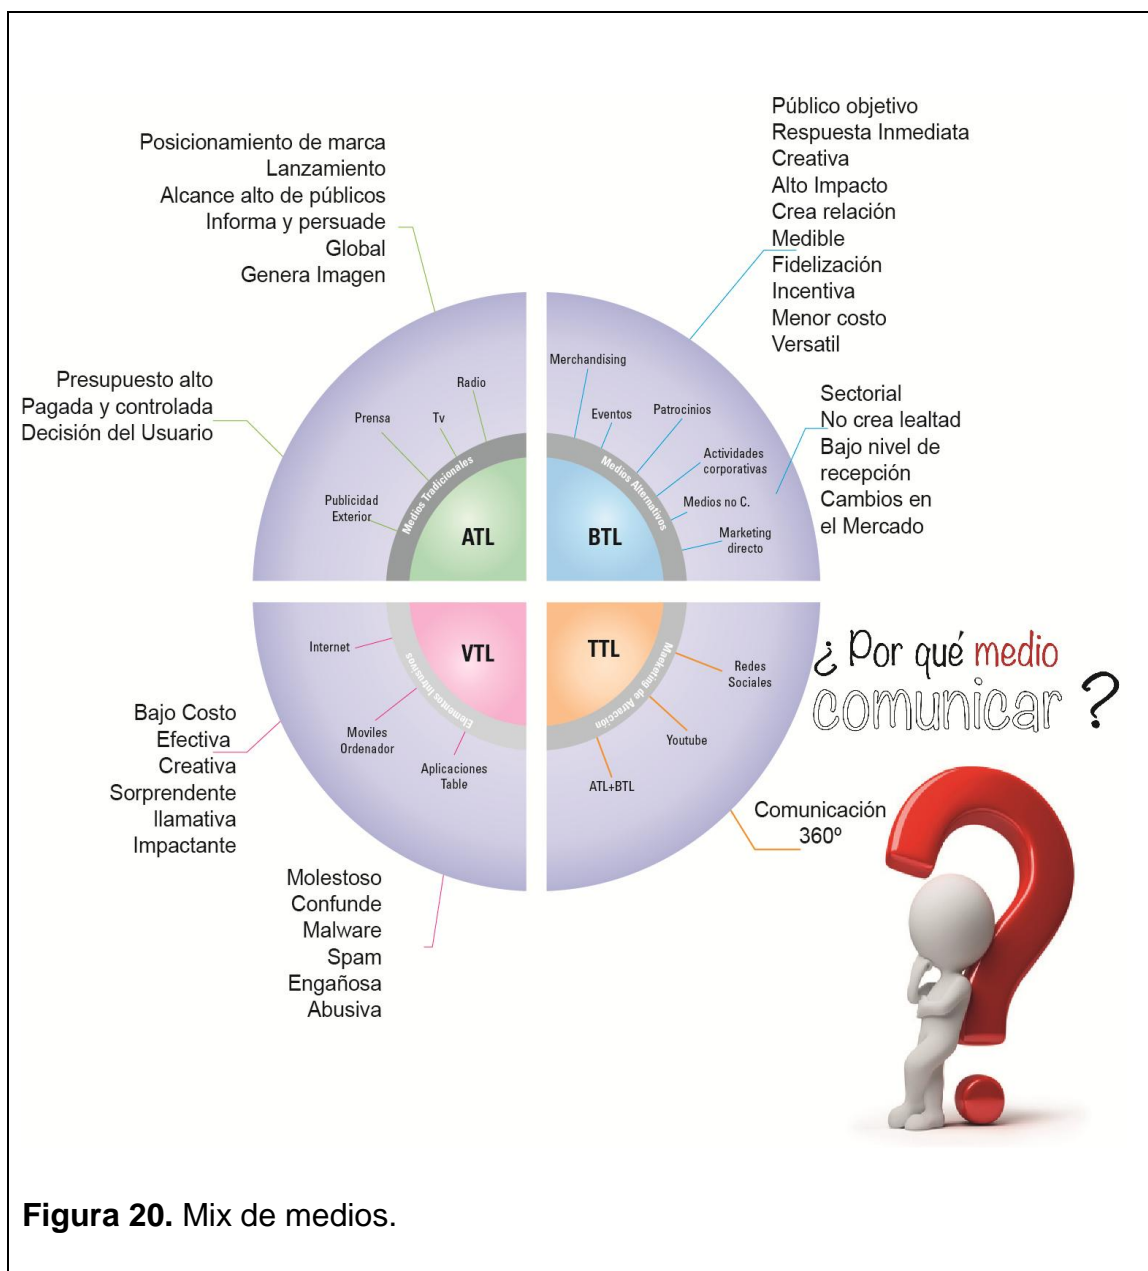 Posicionamiento de marca
Lanzamiento
Alcance alto de públicos
Informa y persuade
Global
Genera Imagen
Presupuesto alto
Pagada y controlada
Decisión del Usuario
Radio
Tv
Prensa
Publicidad
Exterior
Medios Tradicionales
ATL
Público objetivo
Respuesta Inmediata
Creativa
Alto Impacto
Crea relación
Medible
Fidelización
Incentiva
Menor costo
Versatil
Sectorial
No crea lealtad
Bajo nivel de
recepción
Cambios en
el Mercado
Merchandising
Eventos
Patrocinios
Actividades
corporativas
Medios no C.
Marketing
directo
Medios Alternativos
BTL
VTL
Elementos Intrusivos
Internet
Moviles
Ordenador
Aplicaciones
Table
Bajo Costo
Efectiva
Creativa
Sorprendente
llamativa
Impactante
Molestoso
Confunde
Malware
Spam
Engañosa
Abusiva
TTL
Maeketing de Atracción
Redes
Sociales
Youtube
ATL+BTL
Comunicación
360º
¿Por qué medio
comunicar?
Figura 20. Mix de medios.